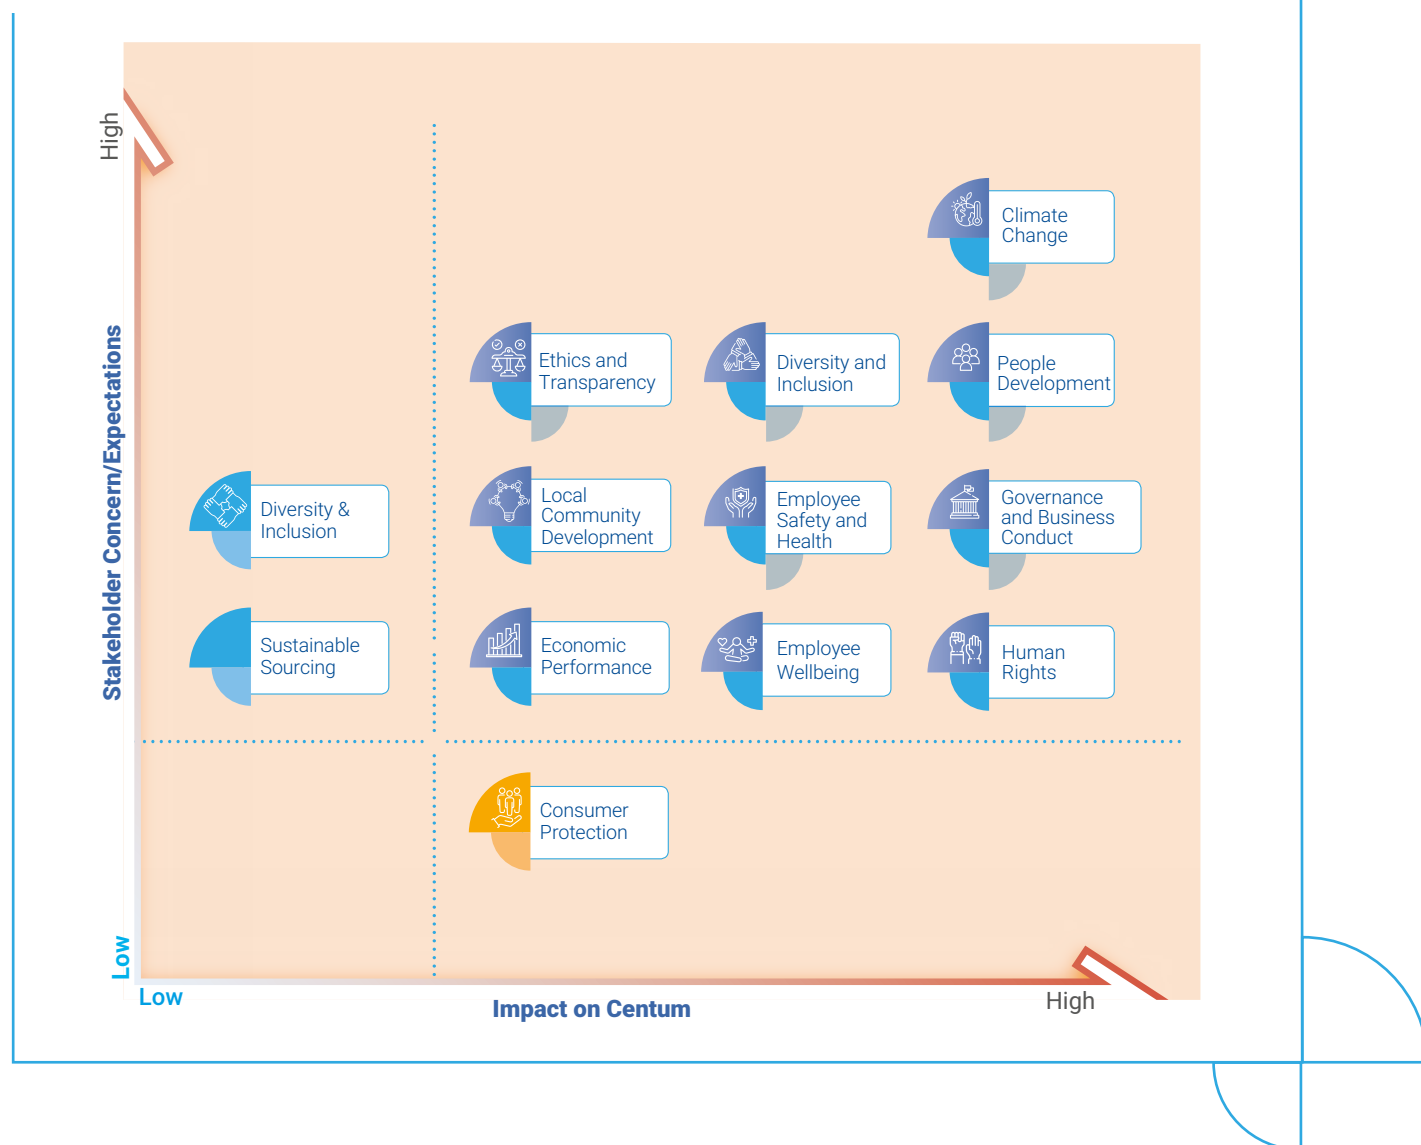 High
Climate
Change
Ethics and
Transparency
Diversity and
Inclusion
People
Development
Stakeholder Concern/Expectations
Diversity &
Inclusion
Local
Community
Development
Employee
Safety and
Health
Governance
and Business
Conduct
Sustainable
Sourcing
Economic
Performance
Employee
Wellbeing
Human
Rights
Consumer
Protection
Low
Low
Impact on Centum
High